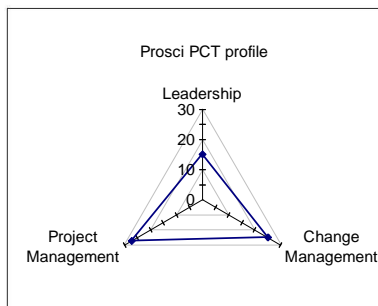 Prosci PCT profile
Leadership
30
20
10
0
Project
Management
Change
Management